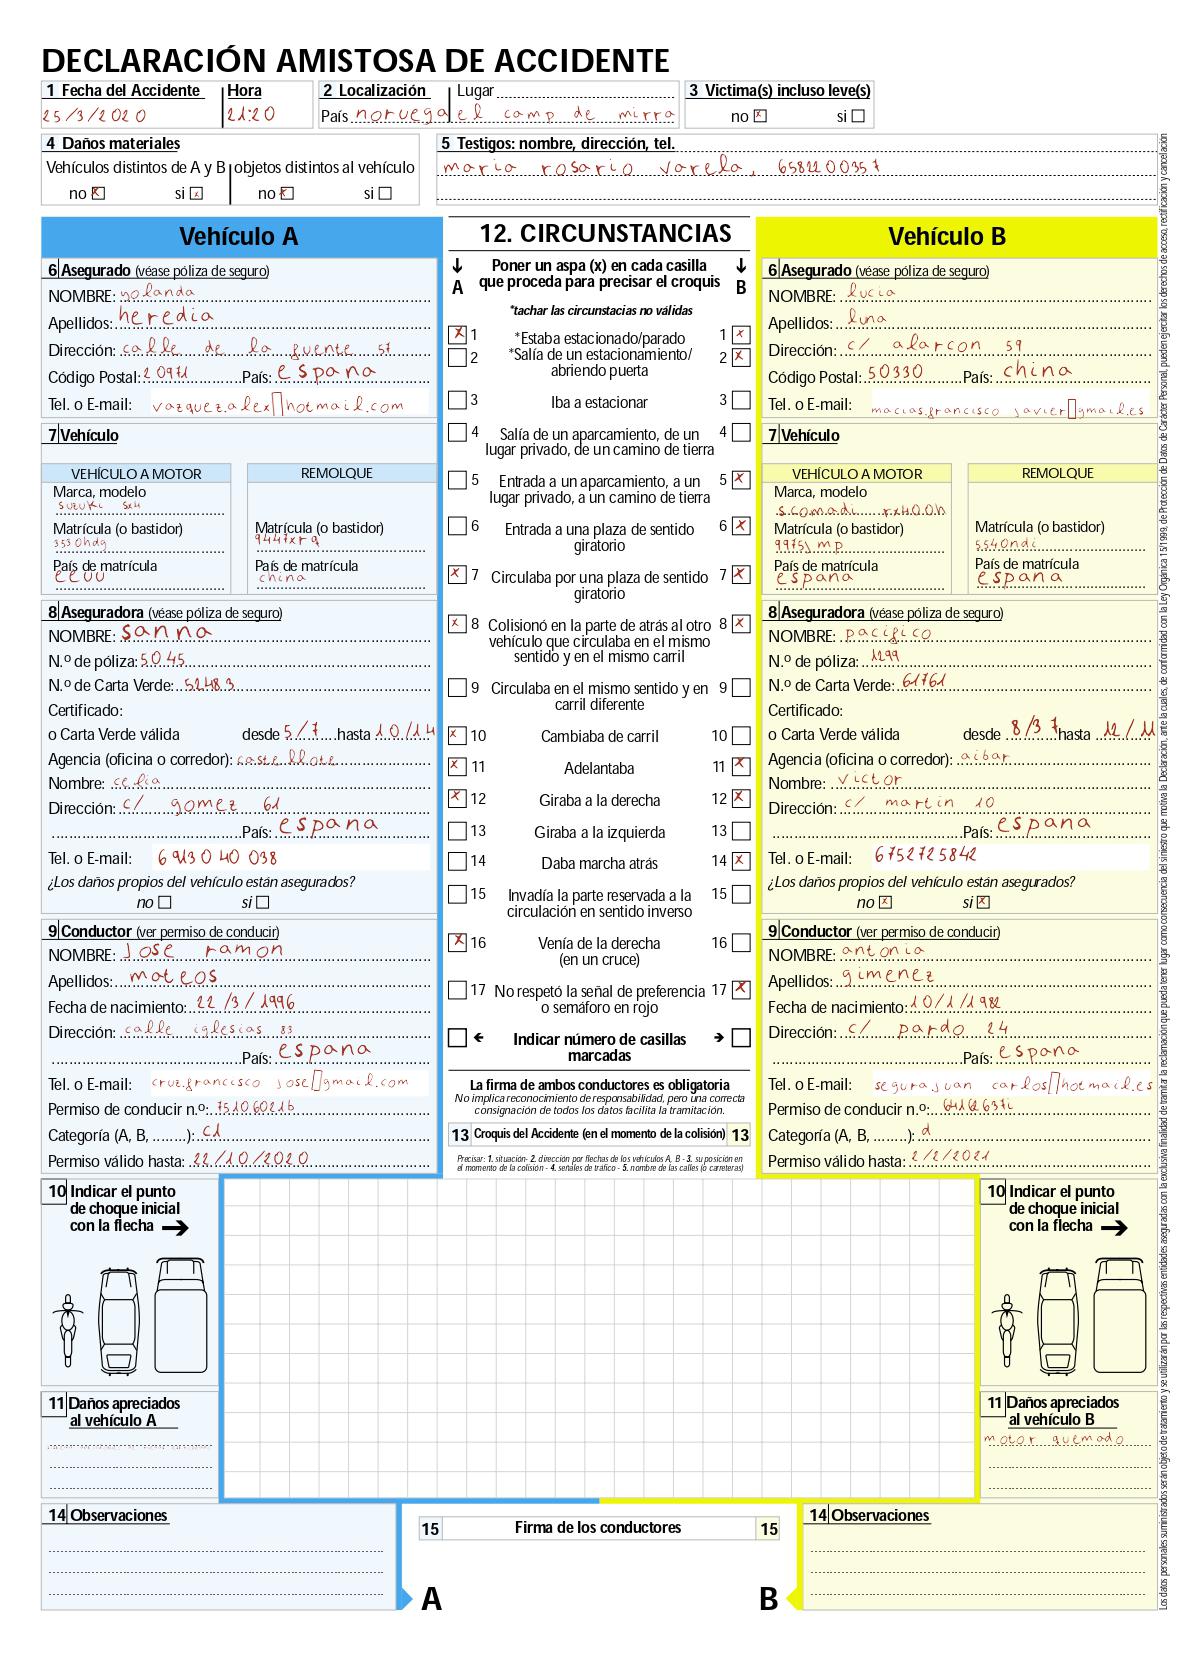 DECLARACIÓN AMISTOSA DE ACCIDENTE
1 Fecha del Accidente Hora
25/3/2020 21:20
2 Localización Lugar
País noruega el camp de mirra
3 Victima(s) incluso leve(s)
no x si
4 Daños materiales
Vehículos distintos de A y B objetos distintos al vehículo
no x si x no x si
5 Testigos: nombre, dirección, tel.
maria rosario varela, 6582200357
Vehículo A
6 Asegurado (véase póliza de seguro)
NOMBRE: yolanda
Apellidos: heredia
Dirección: calle de la fuente 57
Código Postal: 20971 País: espana
Tel. o E-mail: vazquez.alex▯hotmail.com
7 Vehículo
VEHÍCULO A MOTOR REMOLQUE
Marca, modelo
suzuki sx4
Matrícula (o bastidor) Matrícula (o bastidor)
3530hdg 9447xrq
País de matrícula País de matrícula
eeuu china
8 Aseguradora (véase póliza de seguro)
NOMBRE: sanna
N.º de póliza: 5045
N.º de Carta Verde: 52483
Certificado:
o Carta Verde válida desde 5/7 hasta 10/14
Agencia (oficina o corredor): castellote
Nombre: celia
Dirección: c/ gomez 61
País: espana
Tel. o E-mail: 6913040038
¿Los daños propios del vehículo están asegurados?
no si
9 Conductor (ver permiso de conducir)
NOMBRE: jose ramon
Apellidos: mateos
Fecha de nacimiento: 22/3/1996
Dirección: calle iglesias 83
País: espana
Tel. o E-mail: cruz.francisco jose▯gmail.com
Permiso de conducir n.º: 75106021b
Categoría (A, B, ........): c1
Permiso válido hasta: 22/10/2020
12. CIRCUNSTANCIAS
A Poner un aspa (x) en cada casilla B
que proceda para precisar el croquis
*tachar las circunstacias no válidas
x 1 *Estaba estacionado/parado 1 x
2 *Salía de un estacionamiento/ 2 x
abriendo puerta
3 Iba a estacionar 3
4 Salía de un aparcamiento, de un 4
lugar privado, de un camino de tierra
5 Entrada a un aparcamiento, a un 5 x
lugar privado, a un camino de tierra
6 Entrada a una plaza de sentido 6 x
giratorio
x 7 Circulaba por una plaza de sentido 7 x
giratorio
x 8 Colisionó en la parte de atrás al otro 8 x
vehículo que circulaba en el mismo
sentido y en el mismo carril
9 Circulaba en el mismo sentido y en 9
carril diferente
x 10 Cambiaba de carril 10
x 11 Adelantaba 11 x
x 12 Giraba a la derecha 12 x
13 Giraba a la izquierda 13
14 Daba marcha atrás 14 x
15 Invadía la parte reservada a la 15
circulación en sentido inverso
x 16 Venía de la derecha 16
(en un cruce)
17 No respetó la señal de preferencia 17 x
o semáforo en rojo
Indicar número de casillas
marcadas
La firma de ambos conductores es obligatoria
No implica reconocimiento de responsabilidad, pero una correcta
consignación de todos los datos facilita la tramitación.
13 Croquis del Accidente (en el momento de la colisión) 13
Precisar: 1. situación- 2. dirección por flechas de los vehículos A, B - 3. su posición en
el momento de la colisión - 4. señales de tráfico - 5. nombre de las calles (o carreteras)
Vehículo B
6 Asegurado (véase póliza de seguro)
NOMBRE: lucia
Apellidos: luna
Dirección: c/ alarcon 59
Código Postal: 50330 País: china
Tel. o E-mail: macias.francisco javier▯gmail.es
7 Vehículo
VEHÍCULO A MOTOR REMOLQUE
Marca, modelo
s.comadi rx400h
Matrícula (o bastidor) Matrícula (o bastidor)
9975jmp 5540ndi
País de matrícula País de matrícula
espana espana
8 Aseguradora (véase póliza de seguro)
NOMBRE: pacifico
N.º de póliza: 1299
N.º de Carta Verde: 61761
Certificado:
o Carta Verde válida desde 8/37 hasta 12/11
Agencia (oficina o corredor): aibar
Nombre: victor
Dirección: c/ martin 10
País: espana
Tel. o E-mail: 6752725842
¿Los daños propios del vehículo están asegurados?
no x si x
9 Conductor (ver permiso de conducir)
NOMBRE: antonia
Apellidos: gimenez
Fecha de nacimiento: 10/1/1982
Dirección: c/ pardo 24
País: espana
Tel. o E-mail: segura.juan carlos▯hotmail.es
Permiso de conducir n.º:
Categoría (A, B, ........): d
Permiso válido hasta: 2/2/2021
10 Indicar el punto
de choque inicial
con la flecha
11 Daños apreciados
al vehículo A
10 Indicar el punto
de choque inicial
con la flecha
11 Daños apreciados
al vehículo B
motor quemado
14 Observaciones
15 Firma de los conductores 15
A B
14 Observaciones
Los datos personales suministrados serán objeto de tratamiento y se utilizarán por las respectivas entidades aseguradas con la exclusiva finalidad de tramitar la reclamación que pueda tener lugar como consecuencia del siniestro que motiva la Declaración, ante la cuales, de conformidad con la Ley Orgánica 15/1999, de Protección de Datos de Carácter Personal, pueden ejercitar los derechos de acceso, rectificación y cancelación